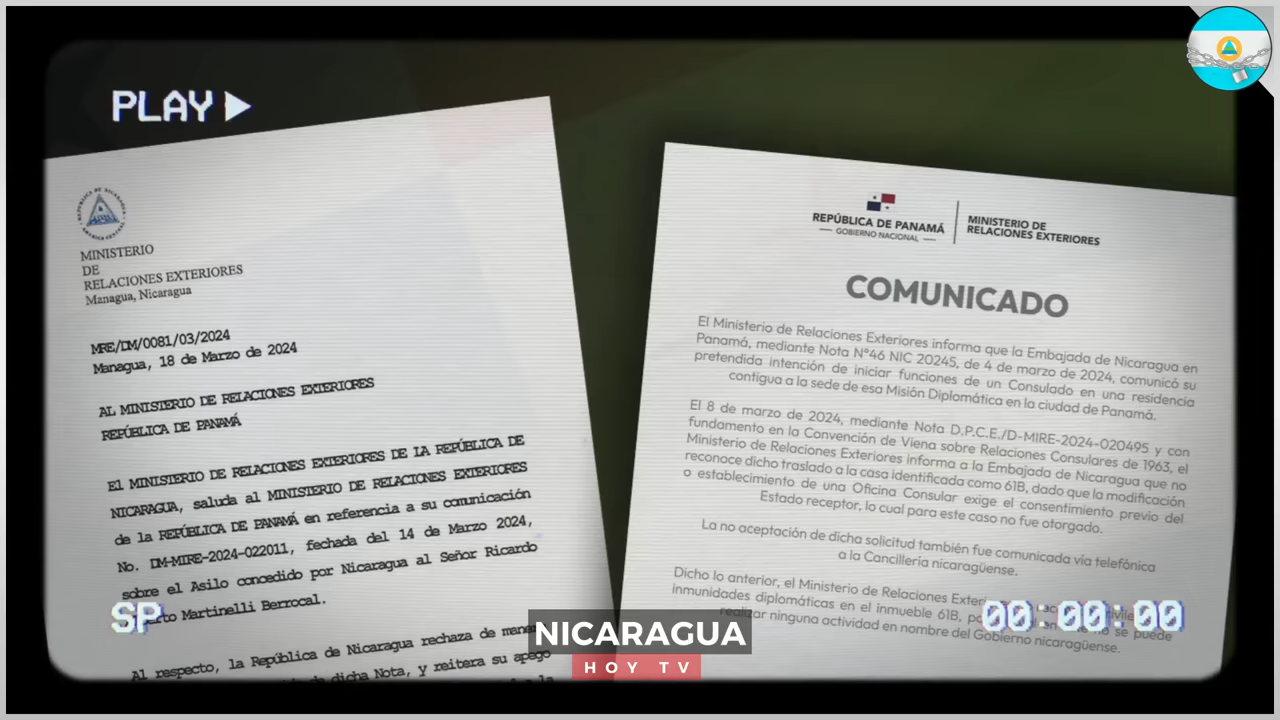 PLAY
MINISTERIO
DE
RELACIONES EXTERIORES
Managua, Nicaragua
MRE/DM/0081/03/2024
Managua, 18 de Marzo de 2024
AL MINISTERIO DE RELACIONES EXTERIORES
REPÚBLICA DE PANAMÁ
El MINISTERIO DE RELACIONES EXTERIORES DE LA REPÚBLICA DE
NICARAGUA, saluda al MINISTERIO DE RELACIONES EXTERIORES
de la REPÚBLICA DE PANAMÁ en referencia a su comunicación
No. DM-MIRE-2024-022011, fechada del 14 de Marzo 2024,
sobre el Asilo concedido por Nicaragua al Señor Ricardo
Martinelli Berrocal.
Al respecto, la República de Nicaragua rechaza de
de dicha Nota, y reitera su apego
REPÚBLICA DE PANAMÁ
GOBIERNO NACIONAL
MINISTERIO DE
RELACIONES EXTERIORES
COMUNICADO
El Ministerio de Relaciones Exteriores informa que la Embajada de Nicaragua en
Panamá, mediante Nota N°46 NIC 20245, de 4 de marzo de 2024, comunicó su
pretendida intención de iniciar funciones de un Consulado en una residencia
contigua a la sede de esa Misión Diplomática en la ciudad de Panamá.
El 8 de marzo de 2024, mediante Nota D.P.C.E./D-MIRE-2024-020495 y con
fundamento en la Convención de Viena sobre Relaciones Consulares de 1963, el
Ministerio de Relaciones Exteriores informa a la Embajada de Nicaragua que no
reconoce dicho traslado a la casa identificada como 61B, dado que la modificación
o establecimiento de una Oficina Consular exige el consentimiento previo del
Estado receptor, lo cual para este caso no fue otorgado.
La no aceptación de dicha solicitud también fue comunicada vía telefónica
a la Cancillería nicaragüense.
Dicho lo anterior, el Ministerio de Relaciones
inmunidades diplomáticas en el inmueble 61B, se puede
realizar ninguna actividad en nombre del Gobierno nicaragüense.
SP
00:00:00
NICARAGUA
HOY TV